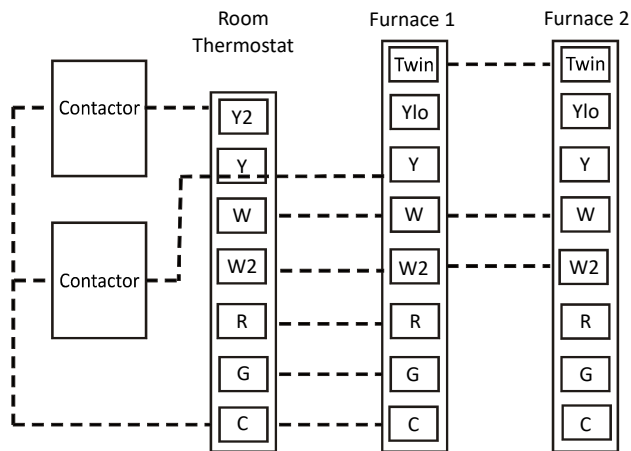 Room
Thermostat
Furnace 1
Furnace 2
Contactor
Contactor
Y2
Y
W
W2
R
G
C
Twin
Ylo
Y
W
W2
R
G
C
Twin
Ylo
Y
W
W2
R
G
C